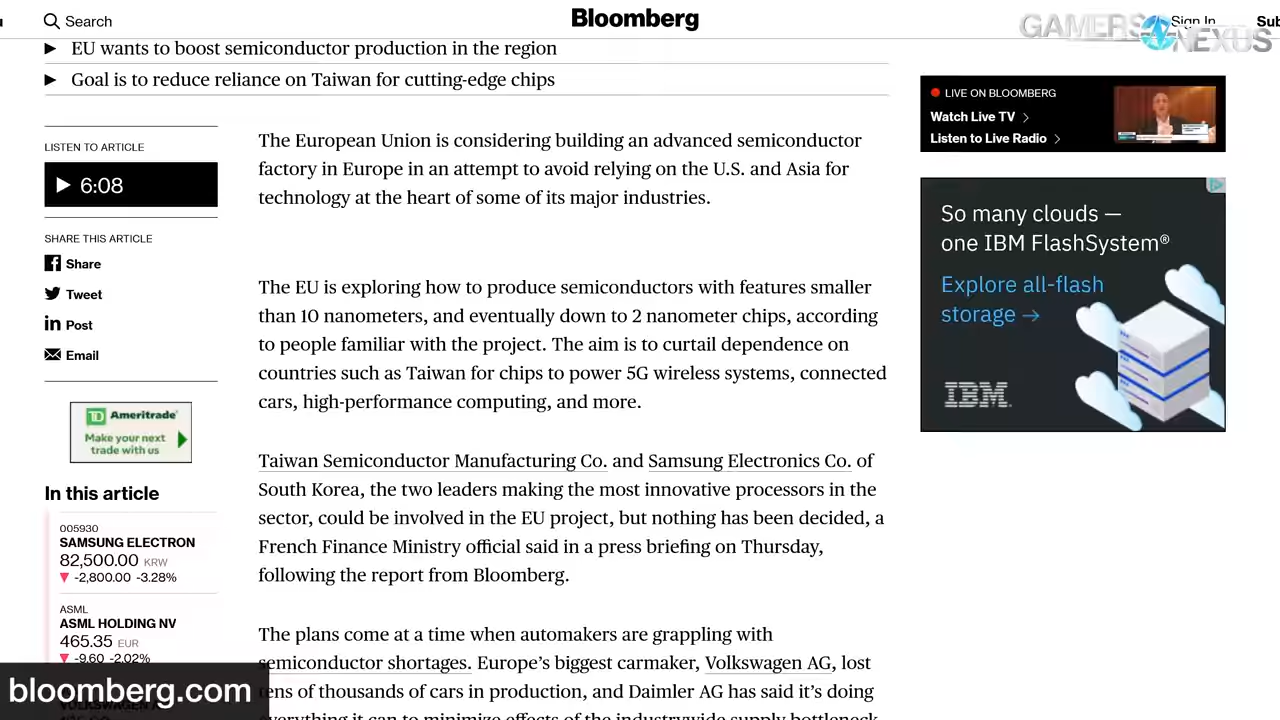 Search
Bloomberg
Sign In
Sub
GAMERS NEXUS
EU wants to boost semiconductor production in the region
Goal is to reduce reliance on Taiwan for cutting-edge chips
LISTEN TO ARTICLE
6:08
SHARE THIS ARTICLE
Share
Tweet
Post
Email
Ameritrade
Make your next
trade with us
In this article
005930
SAMSUNG ELECTRON
82,500.00 KRW
-2,800.00 -3.28%
ASML
ASML HOLDING NV
465.35 EUR
-9.60 -2.02%
bloomberg.com
The European Union is considering building an advanced semiconductor
factory in Europe in an attempt to avoid relying on the U.S. and Asia for
technology at the heart of some of its major industries.
The EU is exploring how to produce semiconductors with features smaller
than 10 nanometers, and eventually down to 2 nanometer chips, according
to people familiar with the project. The aim is to curtail dependence on
countries such as Taiwan for chips to power 5G wireless systems, connected
cars, high-performance computing, and more.
Taiwan Semiconductor Manufacturing Co. and Samsung Electronics Co. of
South Korea, the two leaders making the most innovative processors in the
sector, could be involved in the EU project, but nothing has been decided, a
French Finance Ministry official said in a press briefing on Thursday,
following the report from Bloomberg.
The plans come at a time when automakers are grappling with
semiconductor shortages. Europe's biggest carmaker, Volkswagen AG, lost
tens of thousands of cars in production, and Daimler AG has said it's doing
everything it can to minimize effects of the industrywide supply bottleneck
LIVE ON BLOOMBERG
Watch Live TV
Listen to Live Radio
So many clouds —
one IBM FlashSystem®
Explore all-flash
storage →
IBM.